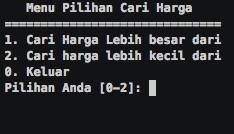 Menu Pilihan Cari Harga
==============================
1. Cari Harga Lebih besar dari
2. Cari harga lebih kecil dari
0. Keluar
Pilihan Anda [0-2]: